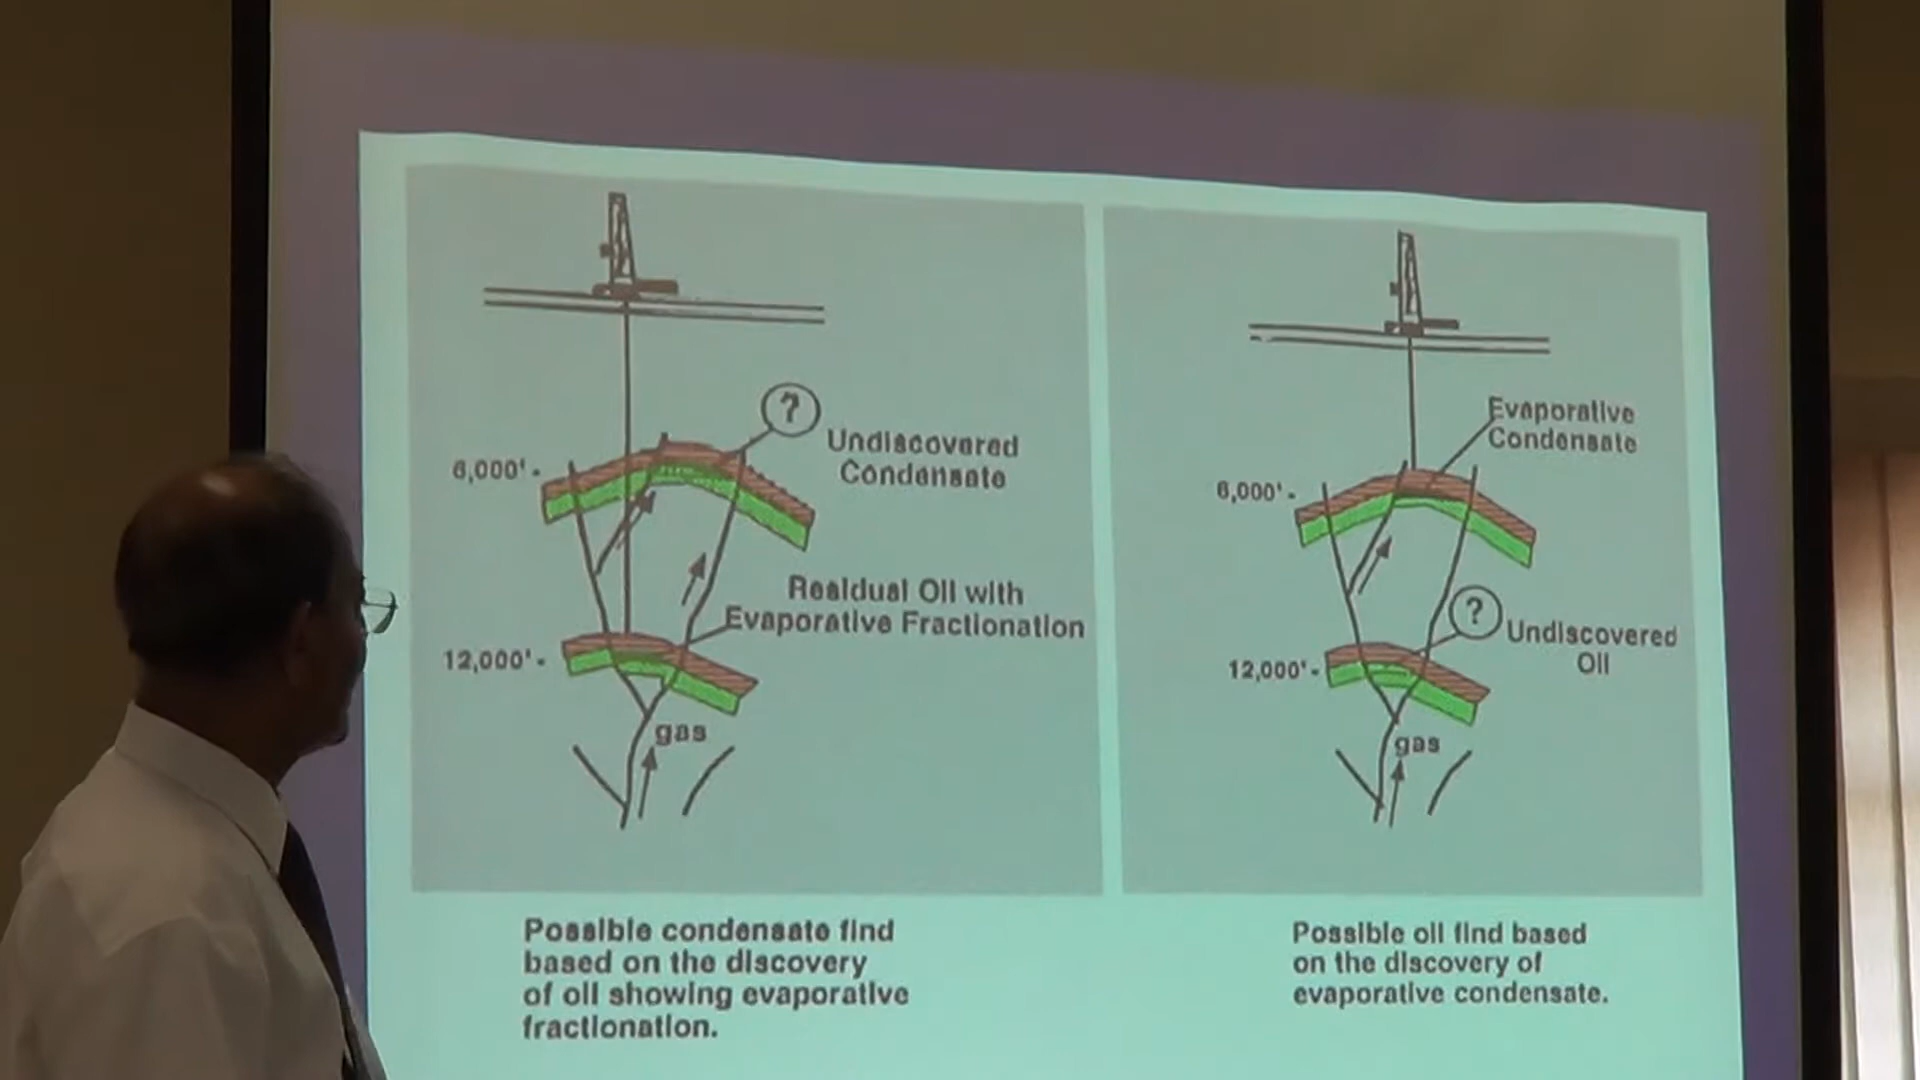 ?
Undiscovered
Condensate
6,000'-
Residual Oil with
Evaporative Fractionation
12,000'-
gas
Possible condensate find
based on the discovery
of oil showing evaporative
fractionation.
Evaporative
Condensate
6,000'-
?
Undiscovered
Oil
12,000'-
gas
Possible oil find based
on the discovery of
evaporative condensate.